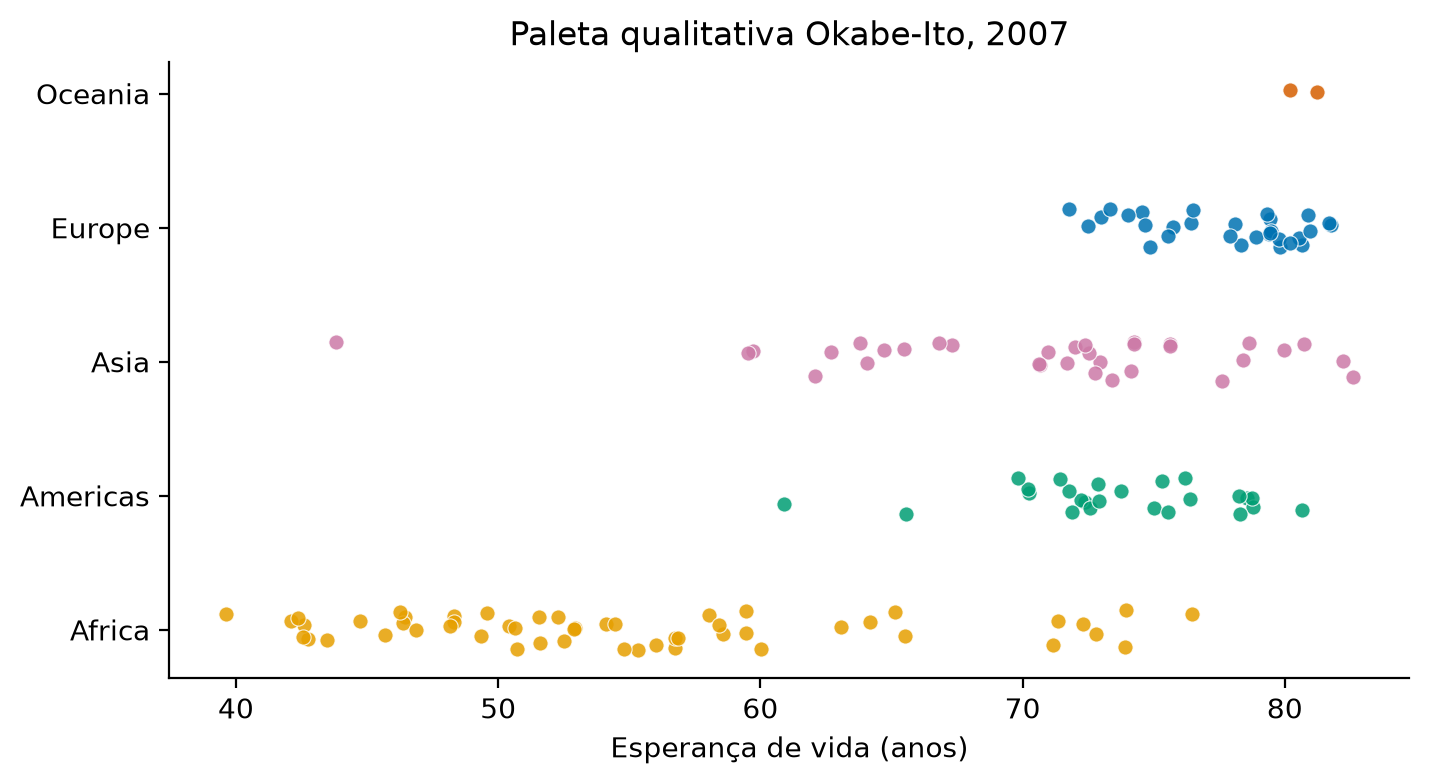 Paleta qualitativa Okabe-Ito, 2007
Oceania
Europe
Asia
Americas
Africa
40 50 60 70 80
Esperança de vida (anos)